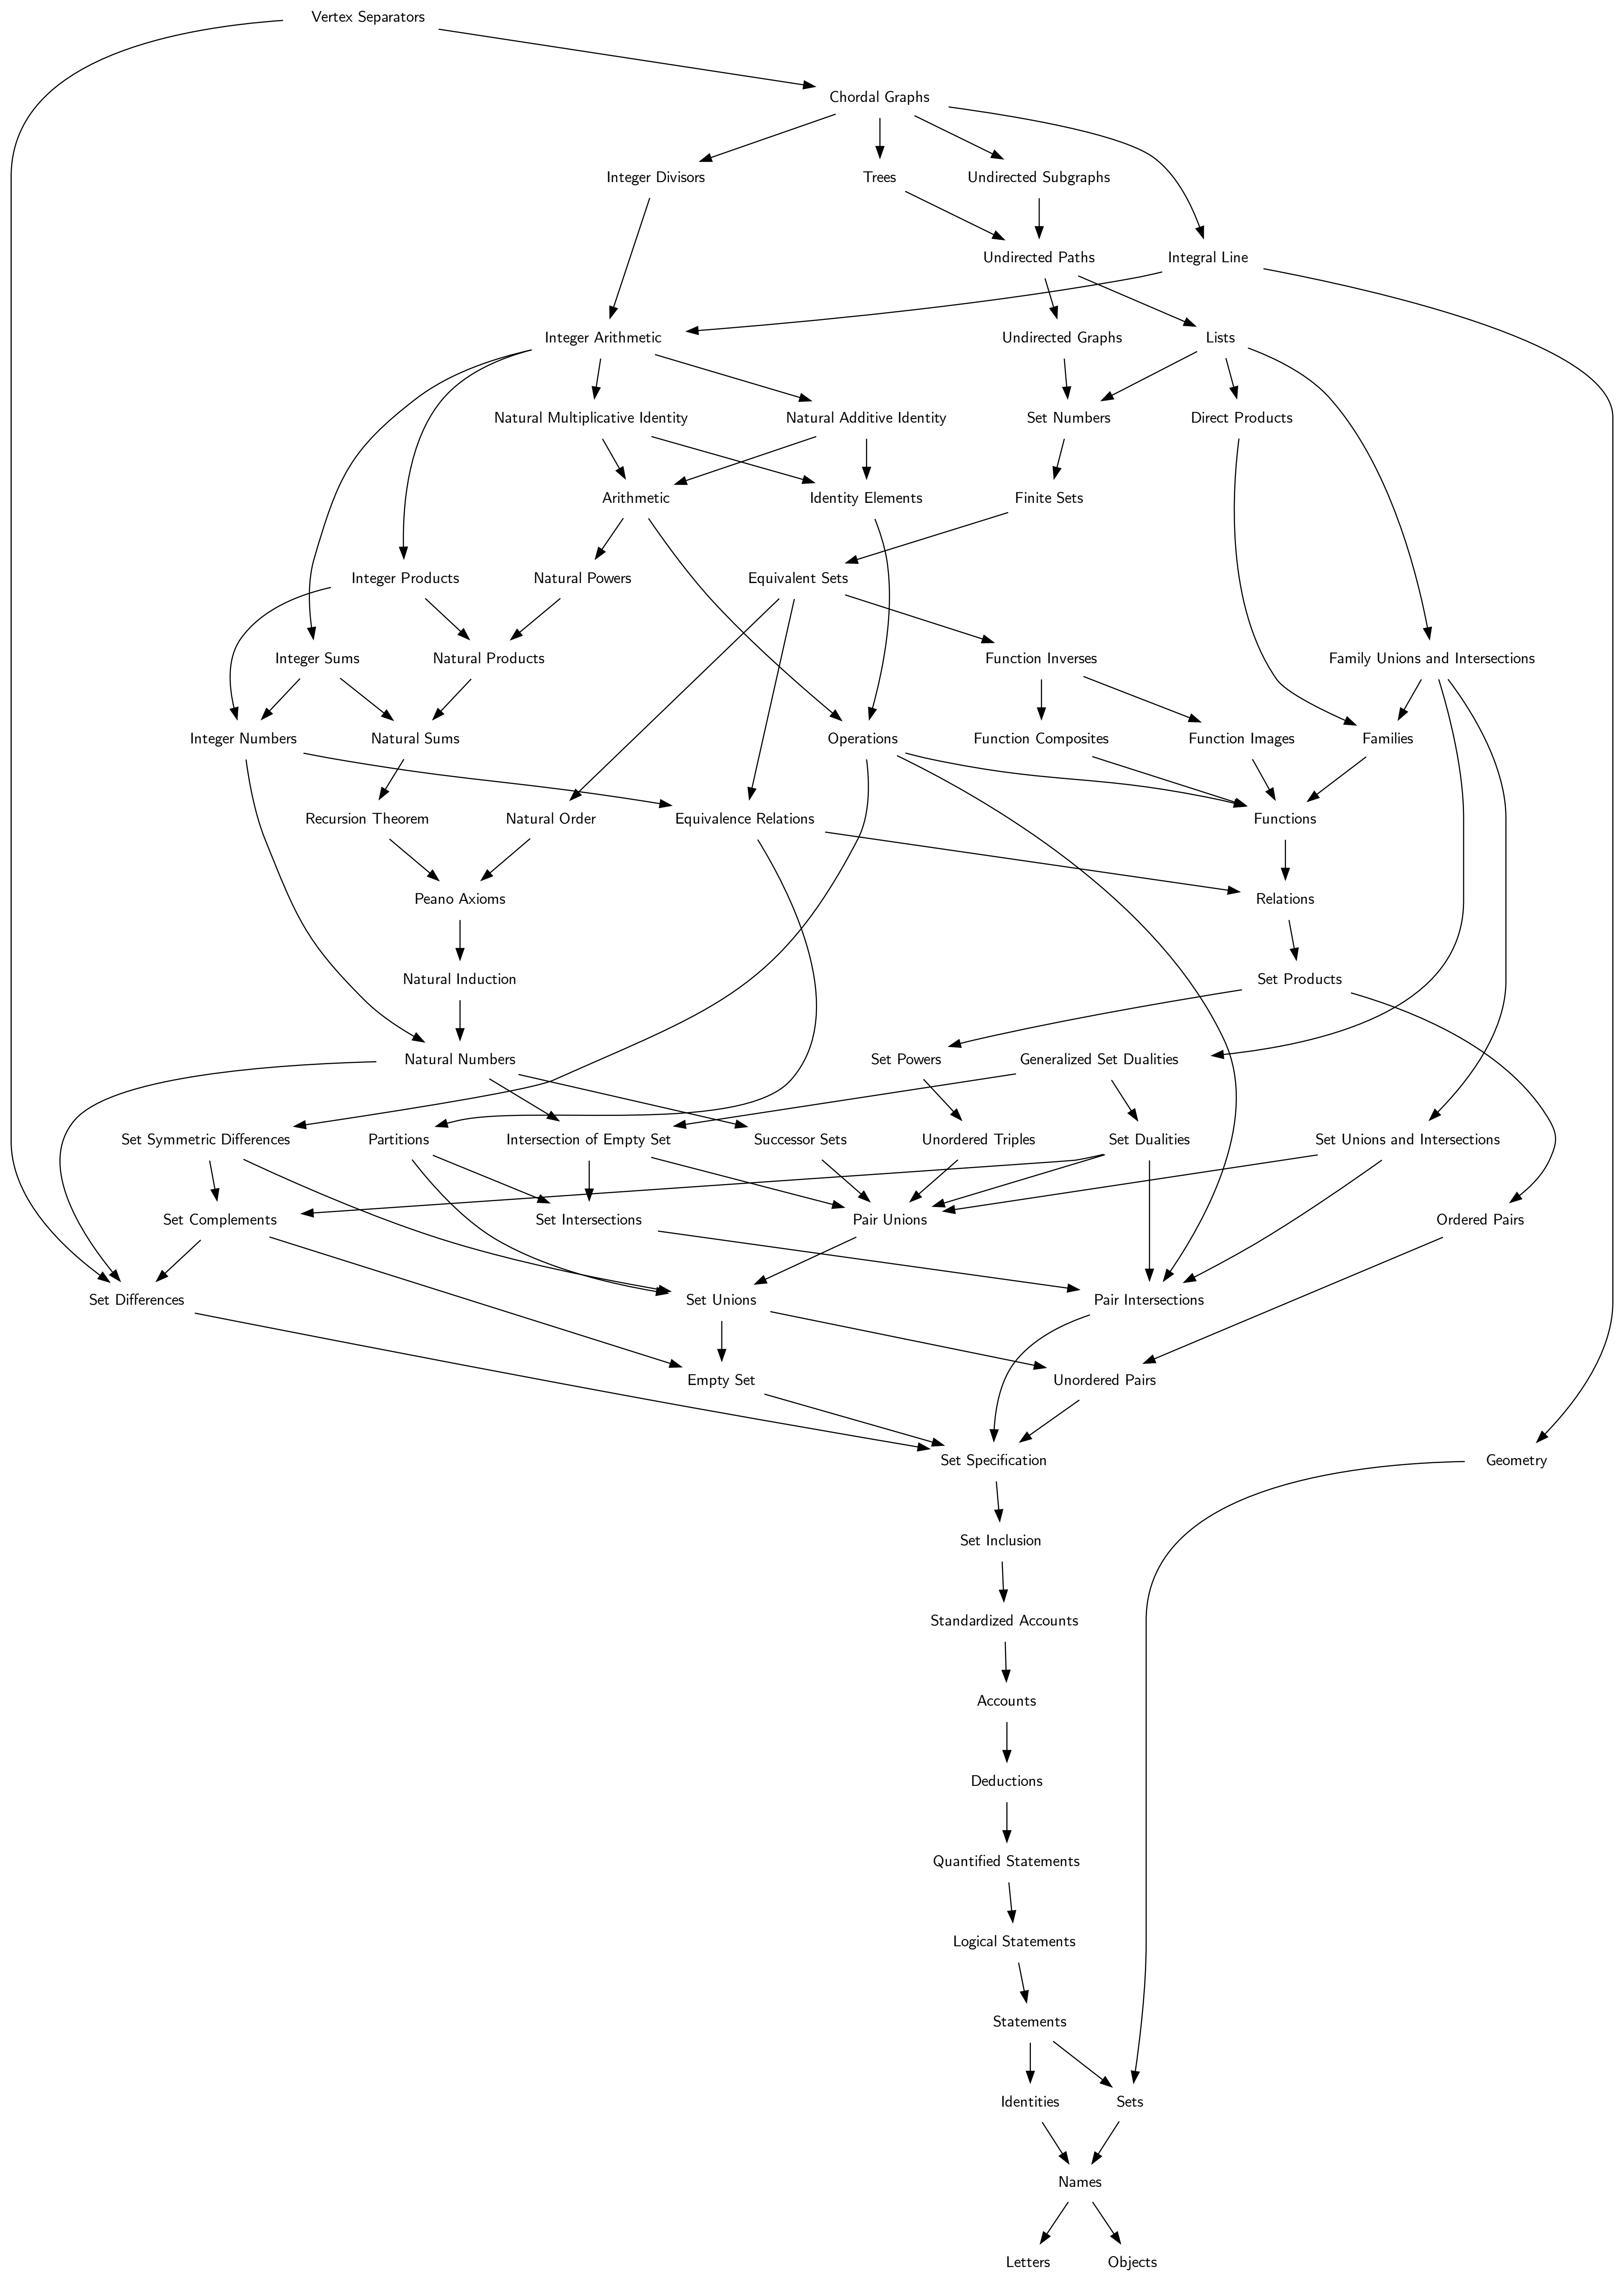 Vertex Separators
Chordal Graphs
Integer Divisors
Trees
Undirected Subgraphs
Undirected Paths
Integral Line
Integer Arithmetic
Undirected Graphs
Lists
Natural Multiplicative Identity
Natural Additive Identity
Set Numbers
Direct Products
Arithmetic
Identity Elements
Finite Sets
Integer Products
Natural Powers
Equivalent Sets
Integer Sums
Natural Products
Function Inverses
Family Unions and Intersections
Integer Numbers
Natural Sums
Operations
Function Composites
Function Images
Families
Recursion Theorem
Natural Order
Equivalence Relations
Functions
Peano Axioms
Relations
Natural Induction
Set Products
Natural Numbers
Set Powers
Generalized Set Dualities
Set Symmetric Differences
Partitions
Intersection of Empty Set
Successor Sets
Unordered Triples
Set Dualities
Set Unions and Intersections
Set Complements
Set Intersections
Pair Unions
Ordered Pairs
Set Differences
Set Unions
Pair Intersections
Empty Set
Unordered Pairs
Set Specification
Geometry
Set Inclusion
Standardized Accounts
Accounts
Deductions
Quantified Statements
Logical Statements
Statements
Identities
Sets
Names
Letters
Objects